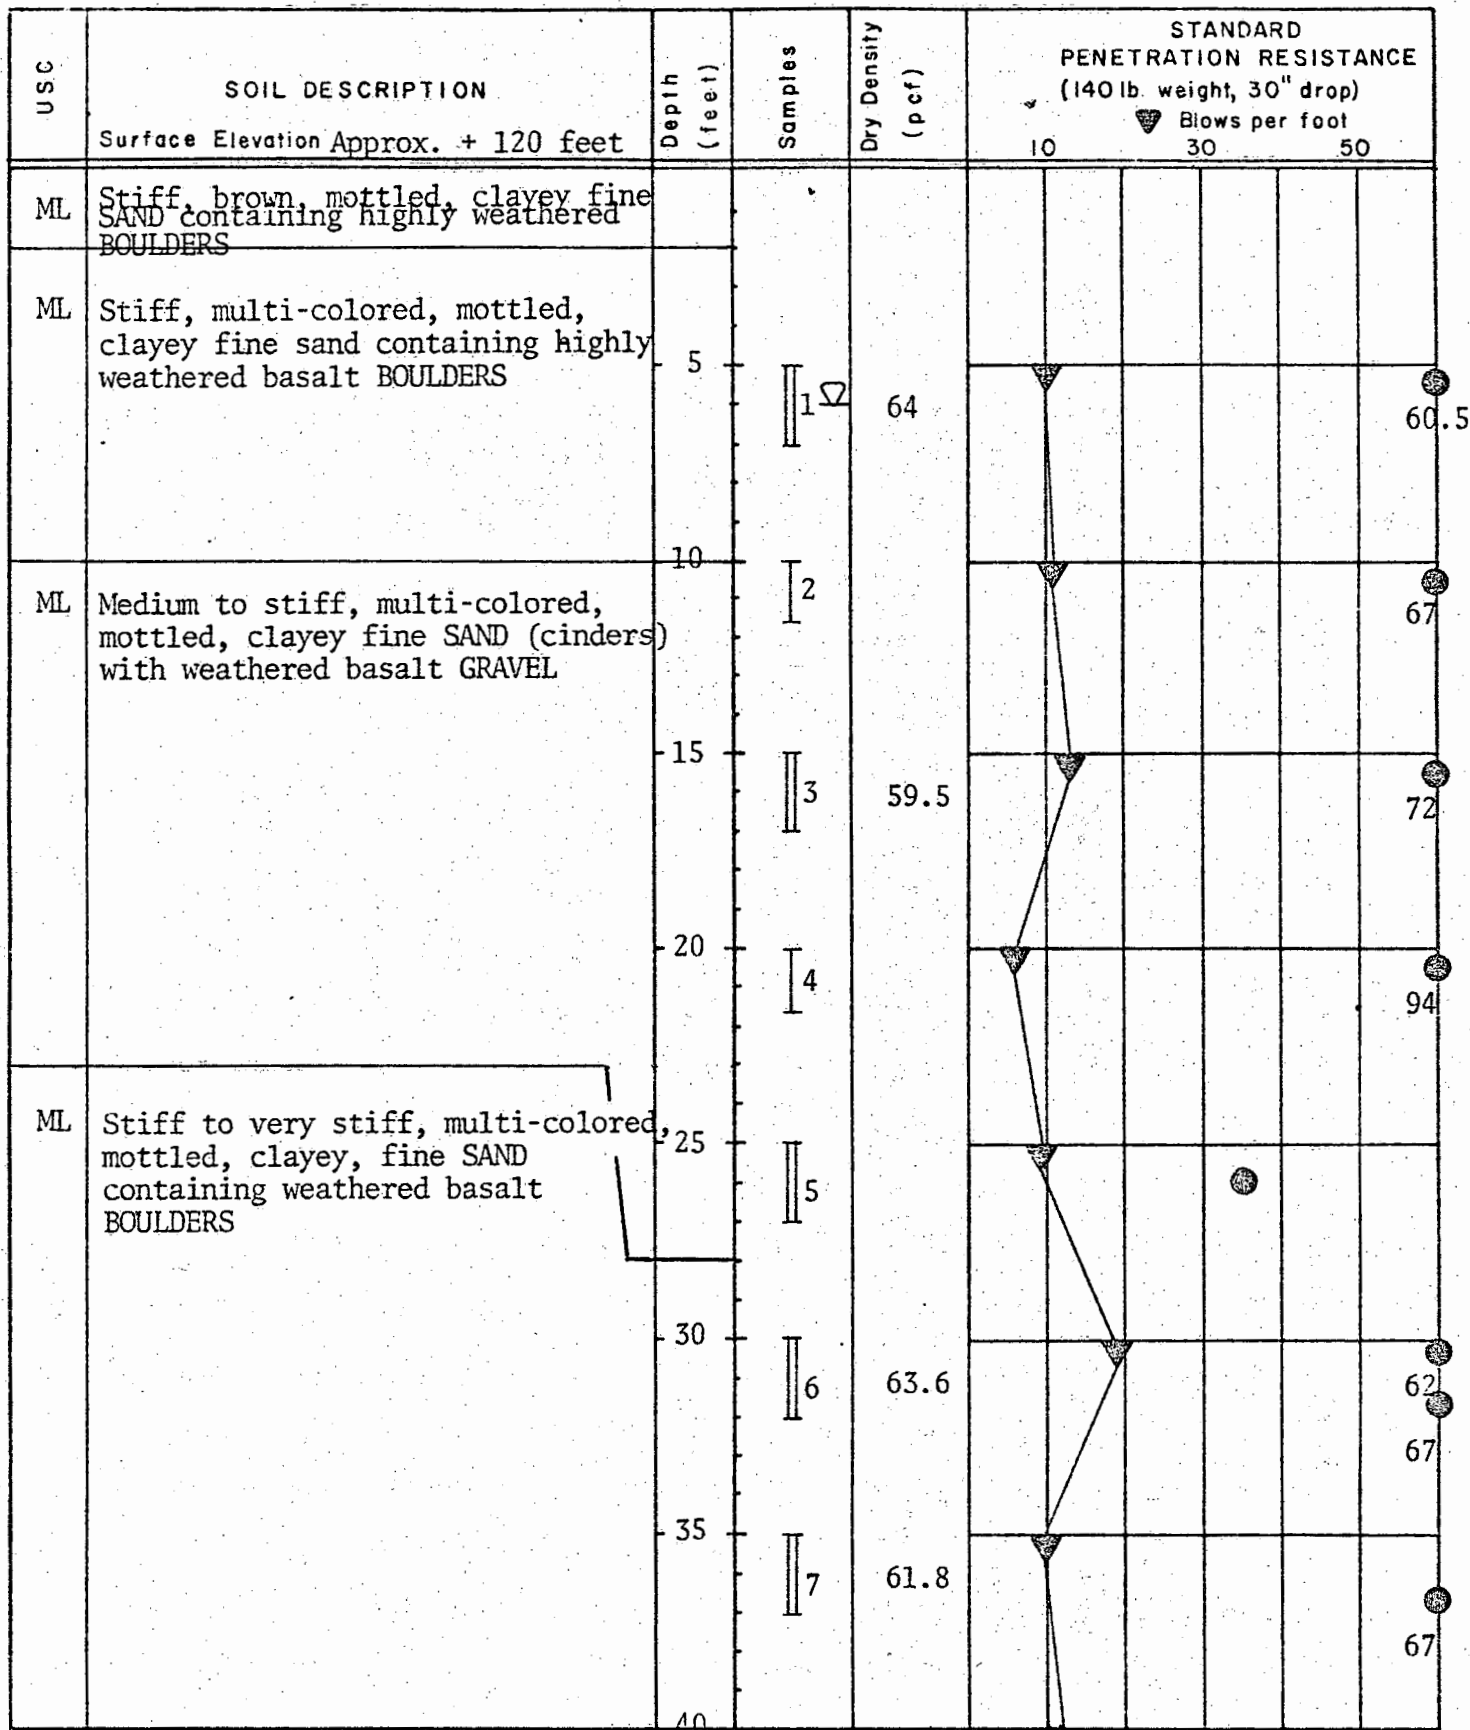 USC
SOIL DESCRIPTION
Surface Elevation Approx. + 120 feet
Depth
(feet)
Samples
Dry Density
(pcf)
STANDARD
PENETRATION RESISTANCE
(140 lb. weight, 30" drop)
Blows per foot
10 30 50
ML
Stiff, brown, mottled, clayey fine
SAND containing highly weathered
BOULDERS
ML
Stiff, multi-colored, mottled,
clayey fine sand containing highly
weathered basalt BOULDERS
5
1
64
60.5
10
2
67
ML
Medium to stiff, multi-colored,
mottled, clayey fine SAND (cinders)
with weathered basalt GRAVEL
15
3
59.5
72
20
4
94
ML
Stiff to very stiff, multi-colored,
mottled, clayey, fine SAND
containing weathered basalt
BOULDERS
25
5
30
6
63.6
62
67
35
7
61.8
67
40